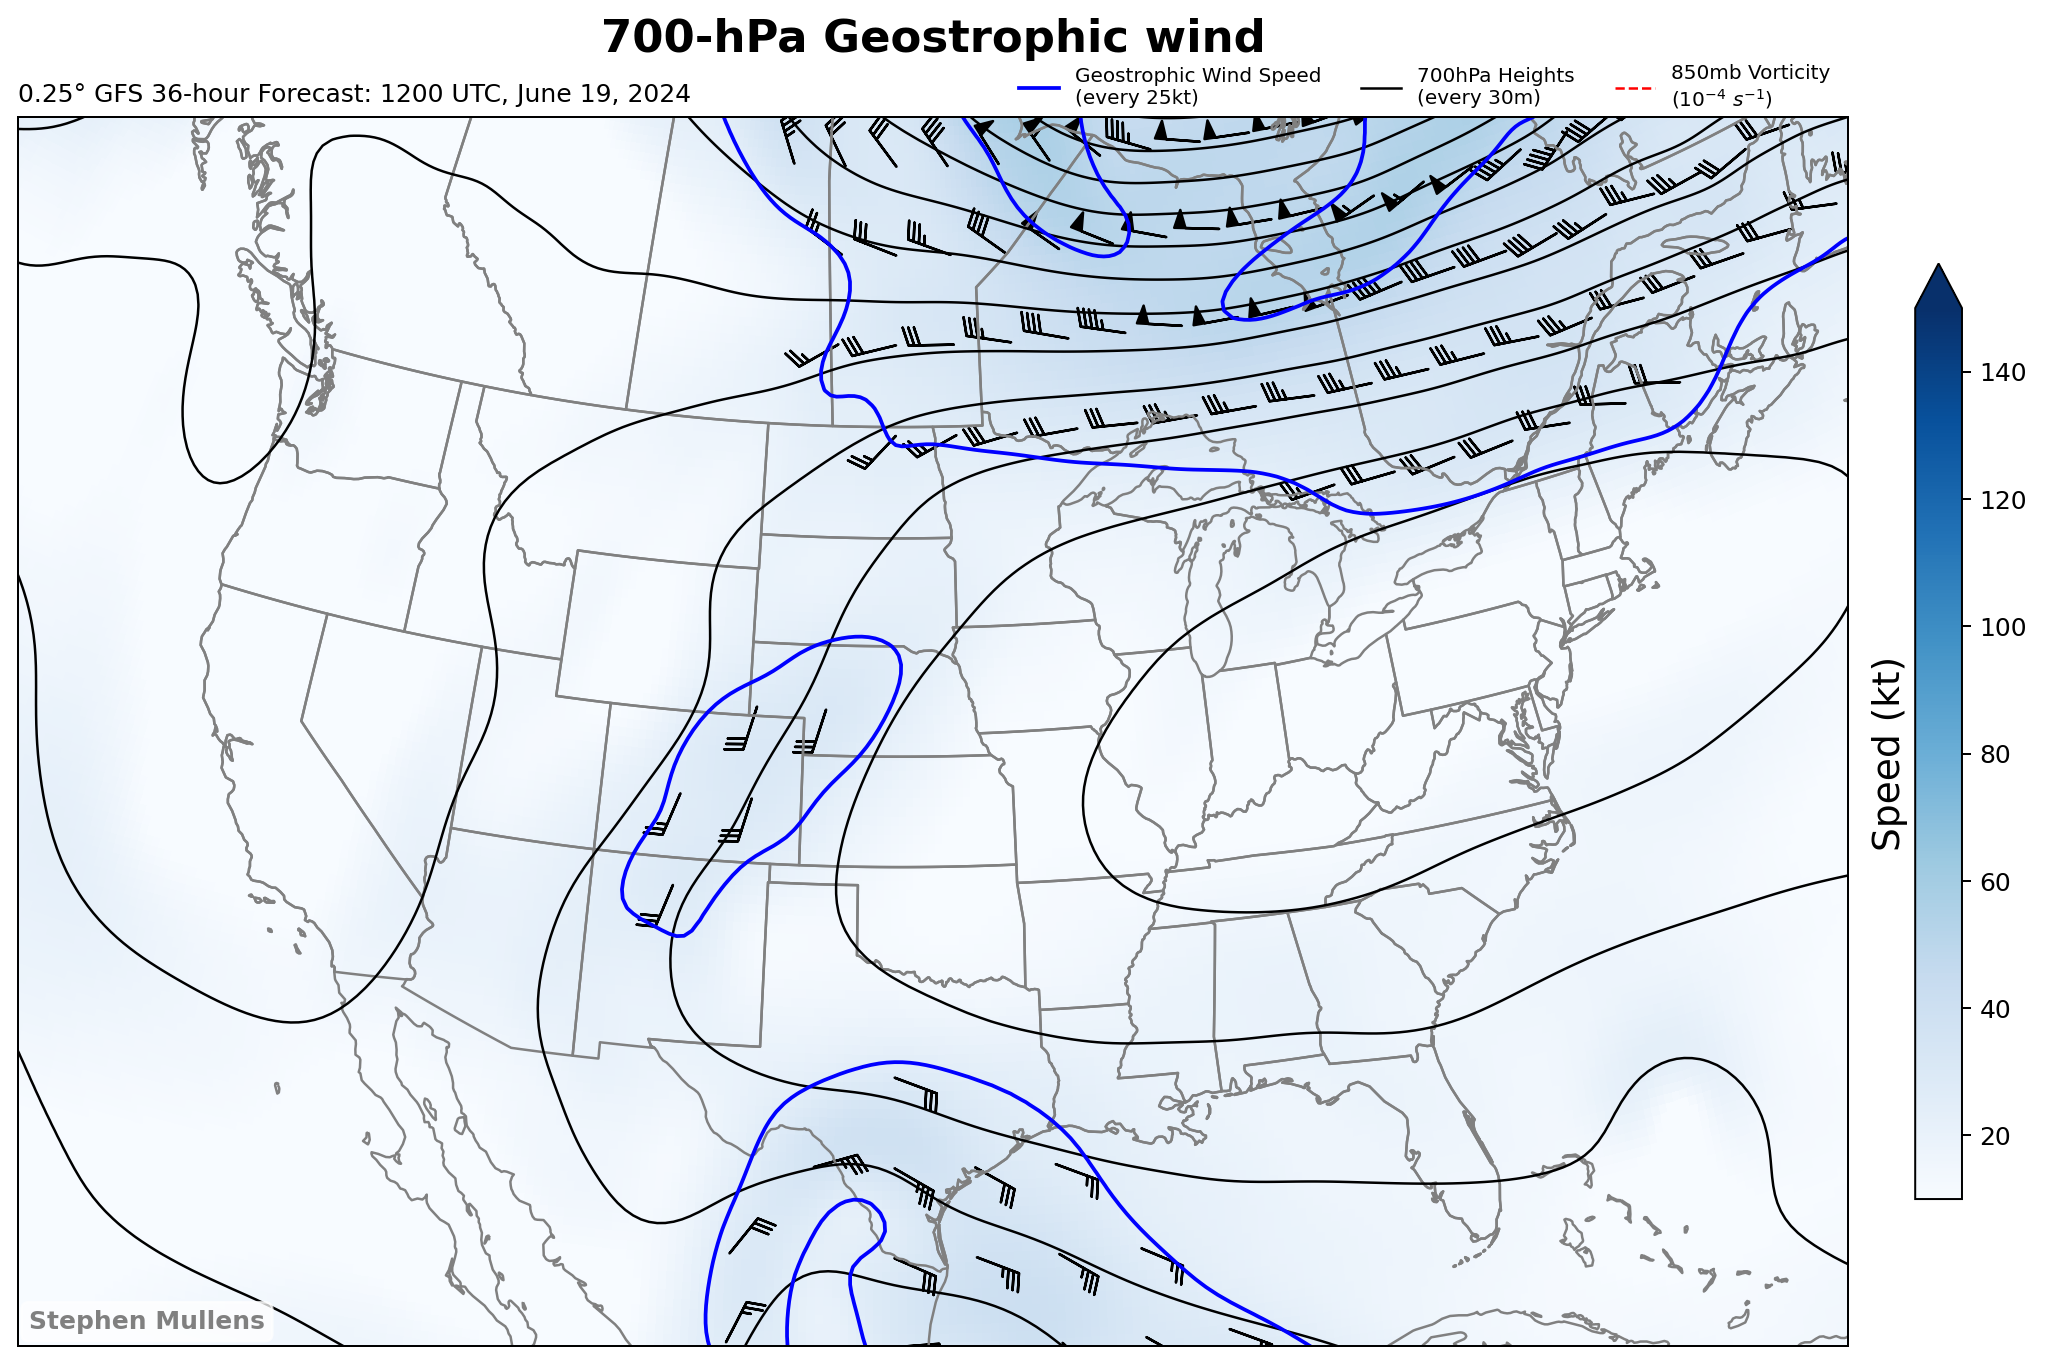 700-hPa Geostrophic wind
0.25° GFS 36-hour Forecast: 1200 UTC, June 19, 2024
Geostrophic Wind Speed
(every 25kt)
700hPa Heights
(every 30m)
850mb Vorticity
(10⁻⁴ s⁻¹)
140
120
100
80
60
40
20
Speed (kt)
Stephen Mullens